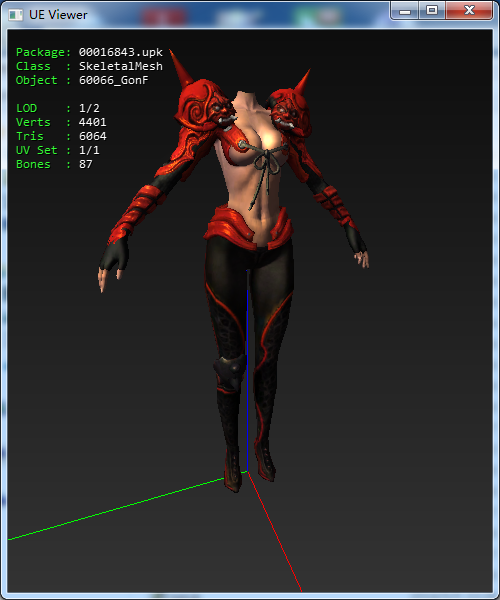 UE Viewer
Package: 00016843.upk
Class : SkeletalMesh
Object : 60066_GonF
LOD : 1/2
Verts : 4401
Tris : 6064
UV Set : 1/1
Bones : 87